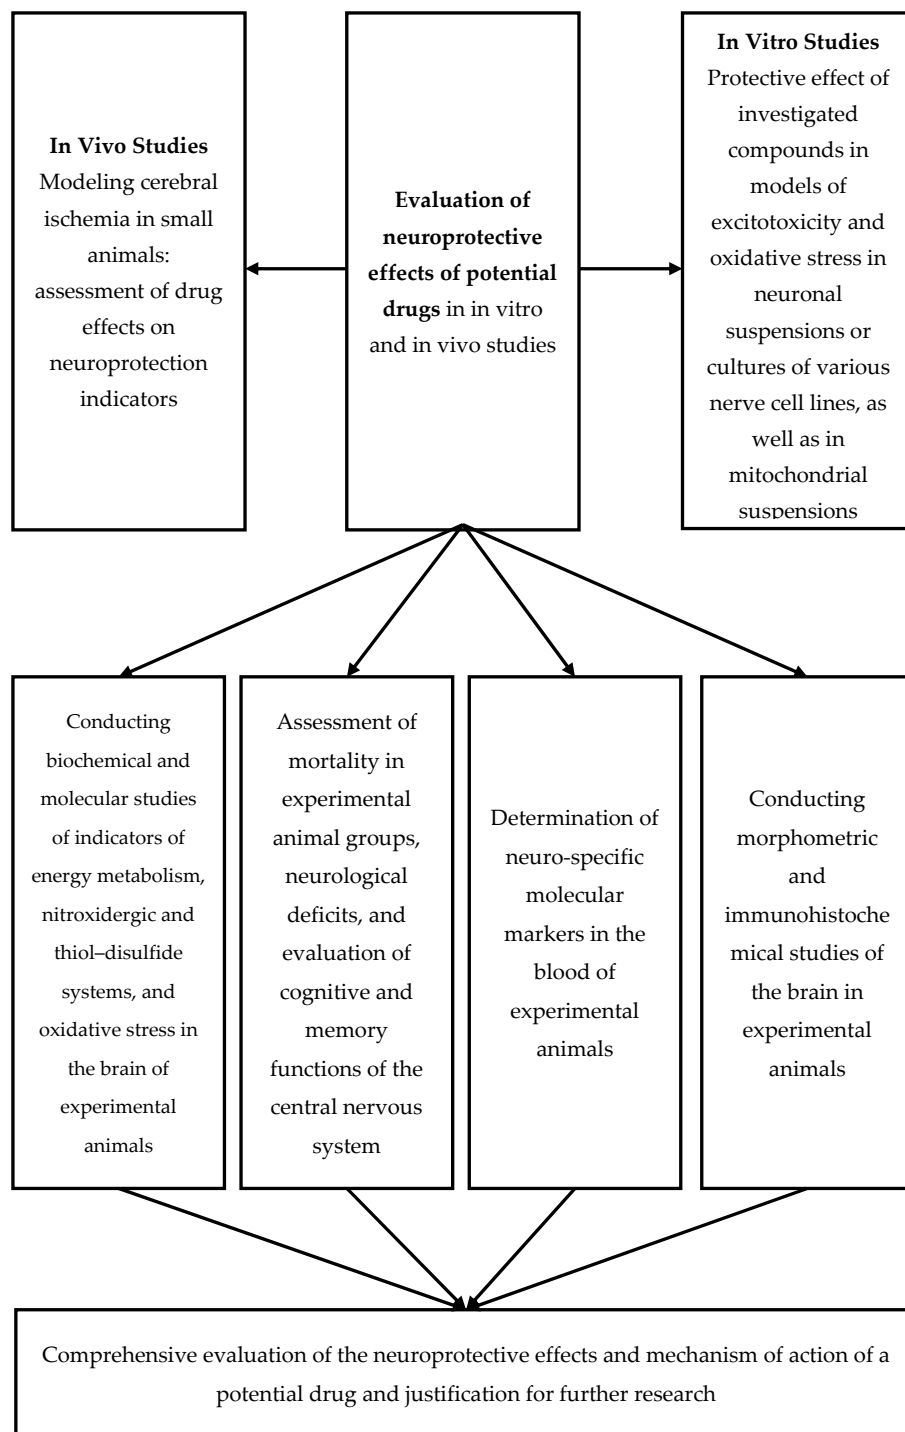 In Vivo Studies
Modeling cerebral
ischemia in small
animals:
assessment of drug
effects on
neuroprotection
indicators
Evaluation of
neuroprotective
effects of potential
drugs in in vitro
and in vivo studies
In Vitro Studies
Protective effect of
investigated
compounds in
models of
excitotoxicity and
oxidative stress in
neuronal
suspensions or
cultures of various
nerve cell lines, as
well as in
mitochondrial
suspensions
Conducting
biochemical and
molecular studies
of indicators of
energy metabolism,
nitroxidergic and
thiol–disulfide
systems, and
oxidative stress in
the brain of
experimental
animals
Assessment of
mortality in
experimental
animal groups,
neurological
deficits, and
evaluation of
cognitive and
memory
functions of the
central nervous
system
Determination of
neuro-specific
molecular
markers in the
blood of
experimental
animals
Conducting
morphometric
and
immunohistoche
mical studies of
the brain in
experimental
animals
Comprehensive evaluation of the neuroprotective effects and mechanism of action of a
potential drug and justification for further research